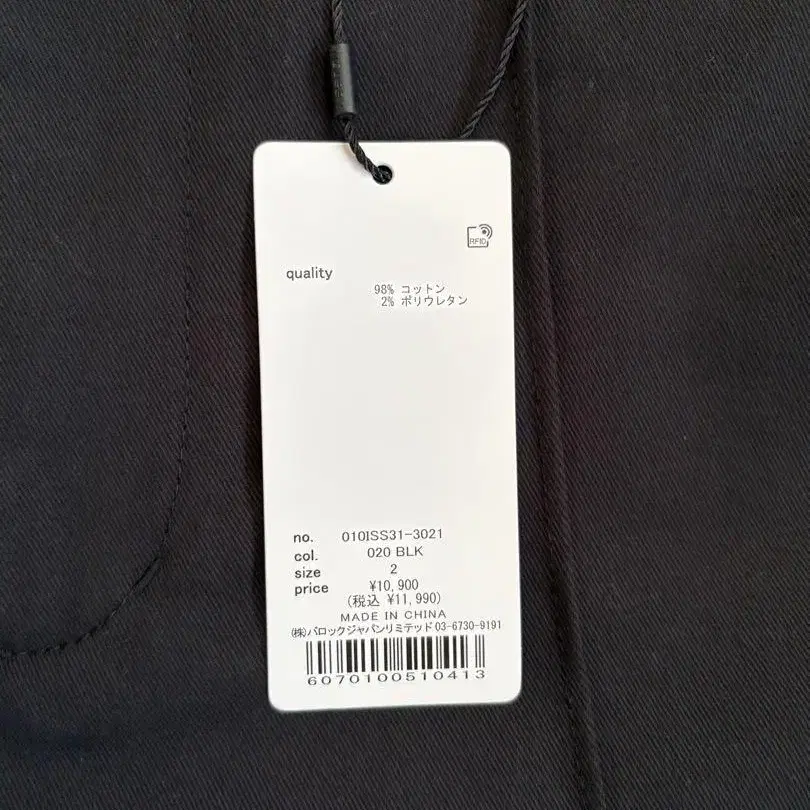 RFID
quality
98% コットン
2% ポリウレタン
no. 010ISS31-3021
col. 020 BLK
size 2
price ¥10,900
(税込 ¥11,990)
MADE IN CHINA
(株)バロックジャパンリミテッド 03-6730-9191
6070100510413